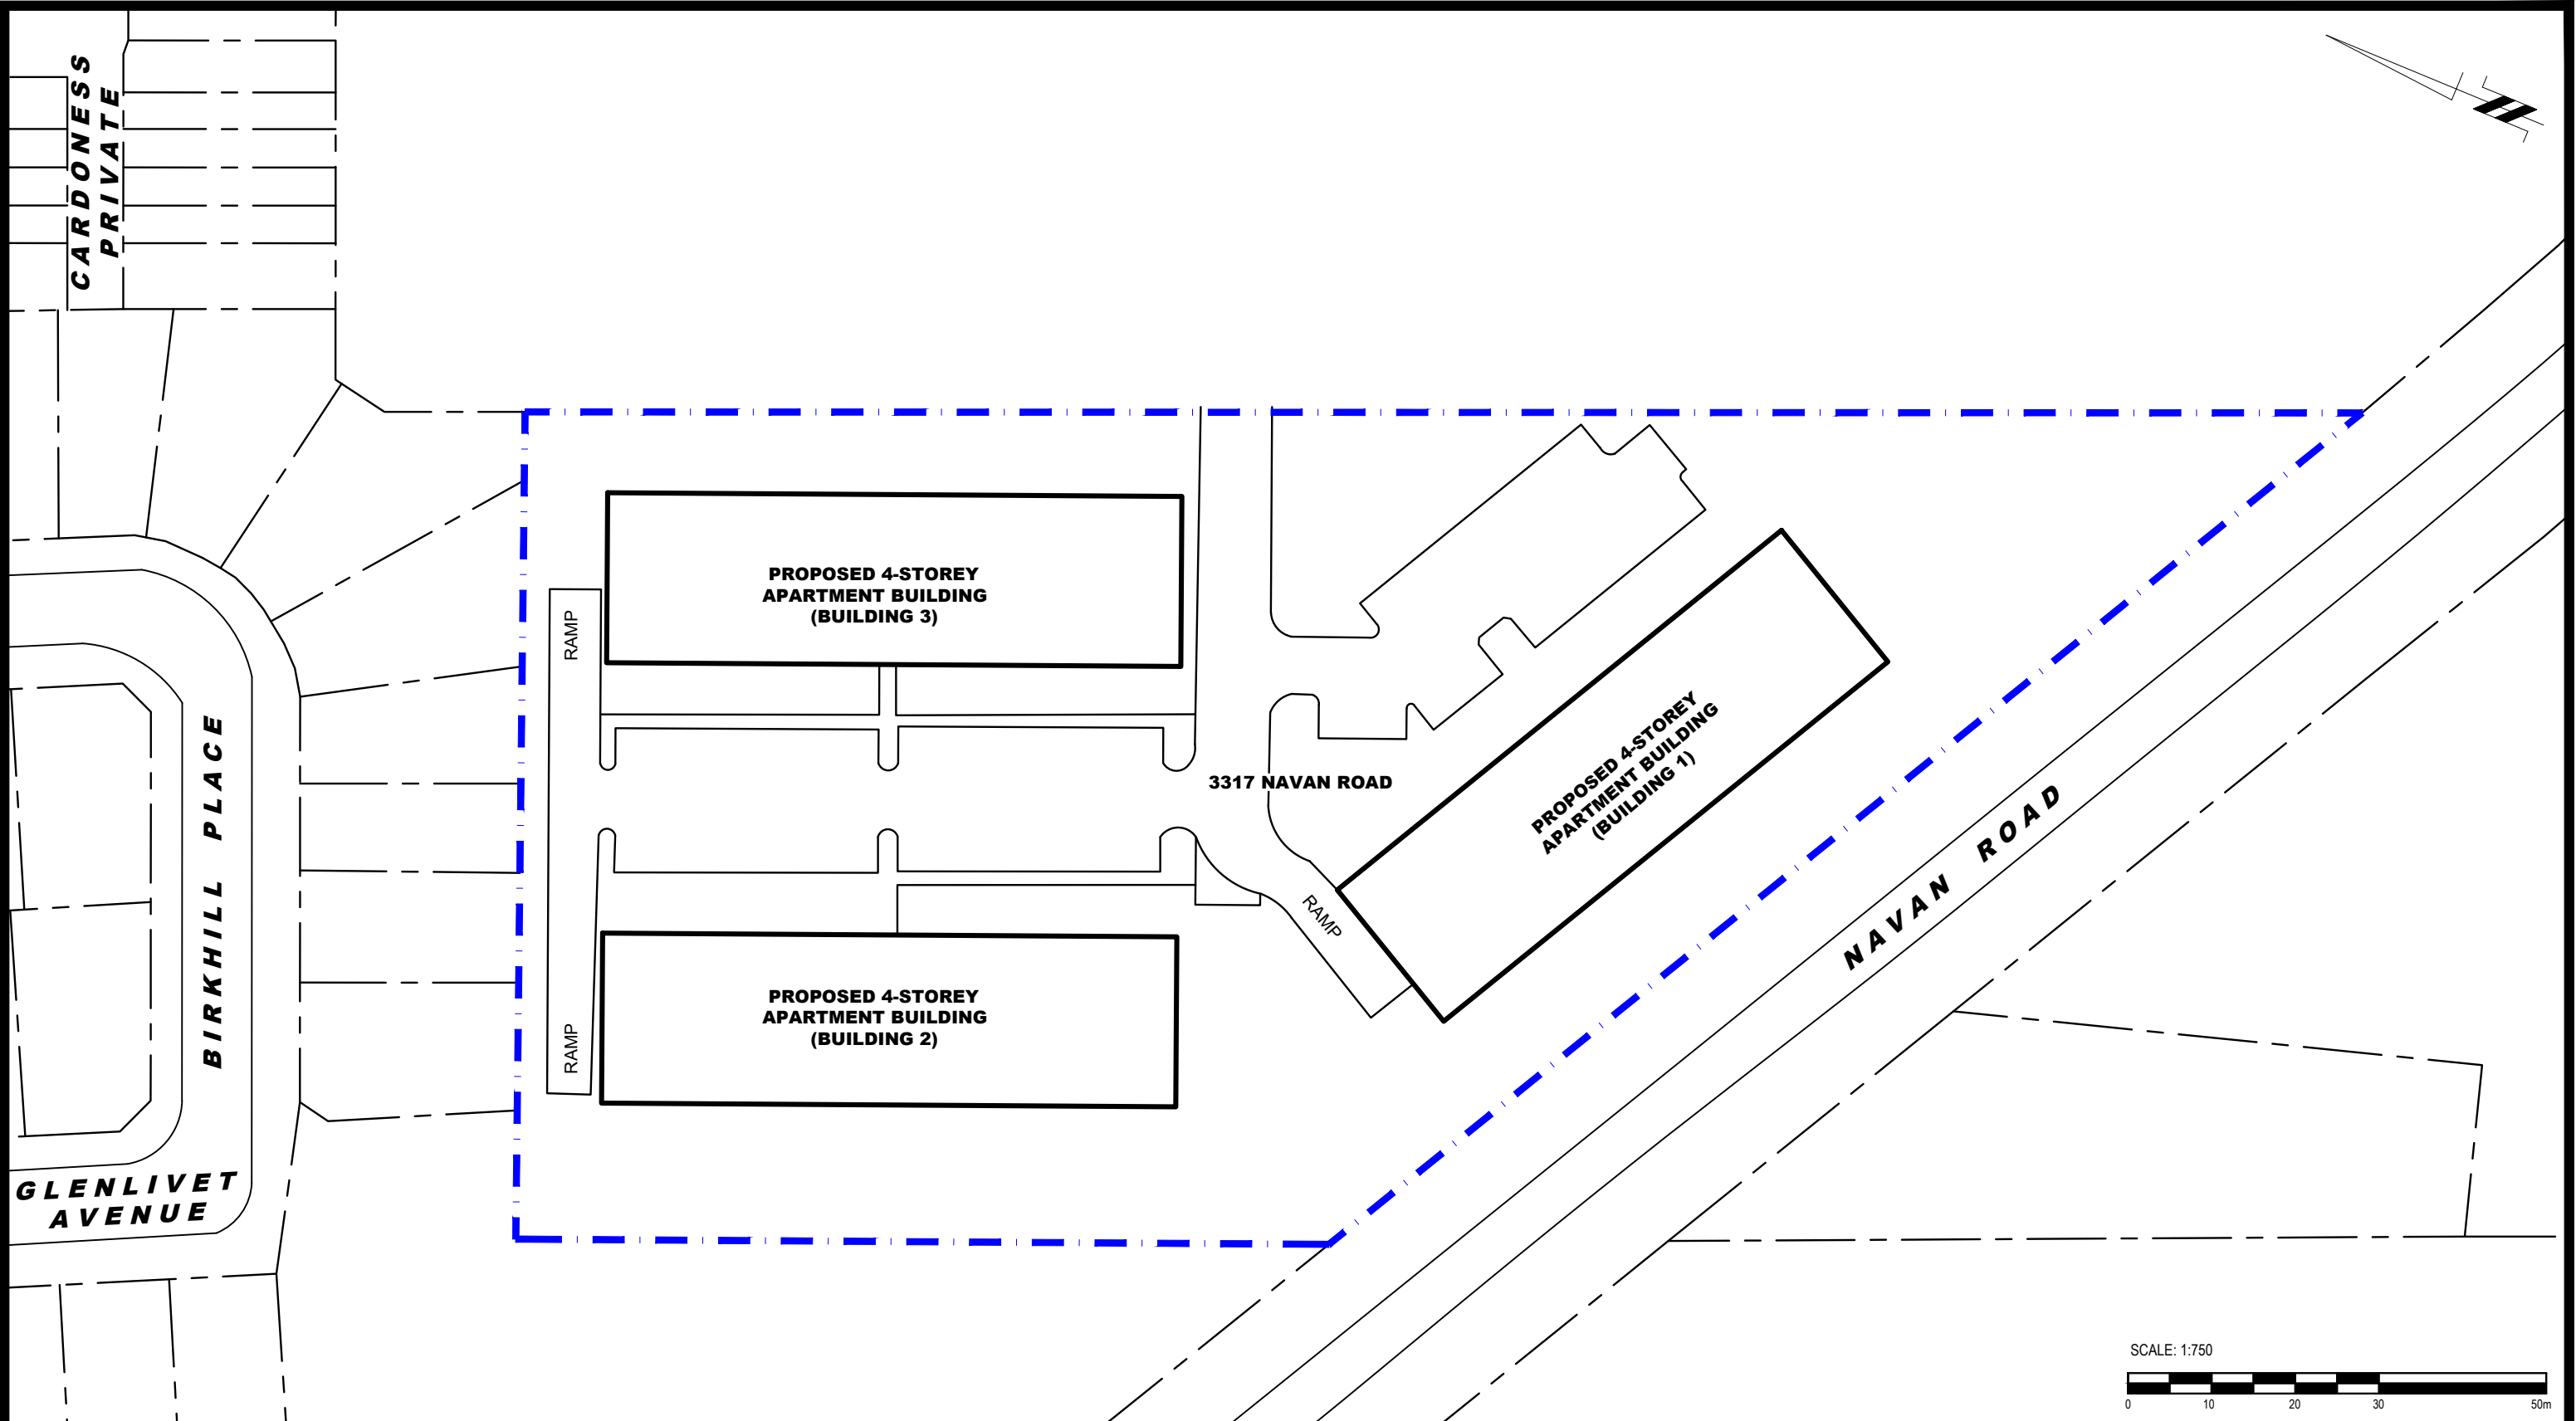 CARDONESS
PRIVATE
PROPOSED 4-STOREY
APARTMENT BUILDING
(BUILDING 3)
RAMP
PROPOSED 4-STOREY
APARTMENT BUILDING
(BUILDING 1)
3317 NAVAN ROAD
BIRKHILL PLACE
NAVAN ROAD
RAMP
PROPOSED 4-STOREY
APARTMENT BUILDING
(BUILDING 2)
RAMP
GLENLIVET
AVENUE
SCALE: 1:750
0 10 20 30 50m